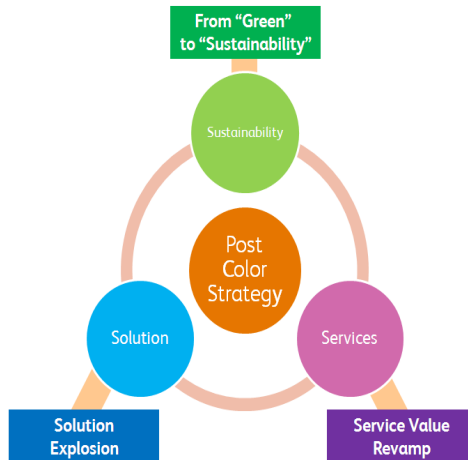 From “Green”
to “Sustainability”
Sustainability
Post
Color
Strategy
Solution
Services
Solution
Explosion
Service Value
Revamp